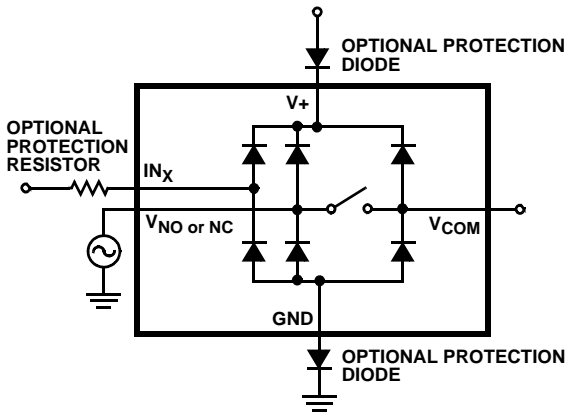 OPTIONAL PROTECTION
DIODE
V+
OPTIONAL
PROTECTION
RESISTOR
INX
VNO or NC
VCOM
GND
OPTIONAL PROTECTION
DIODE